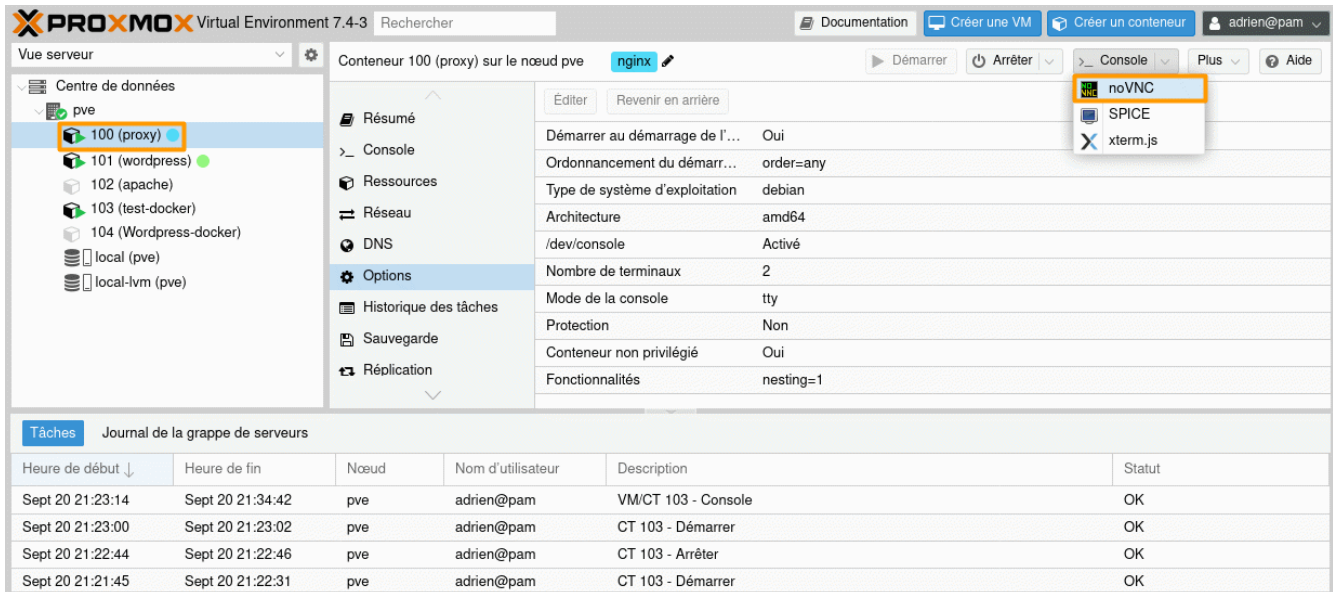 PROXMOX Virtual Environment 7.4-3 Rechercher Documentation Créer une VM Créer un conteneur adrien@pam
Vue serveur
Centre de données
pve
100 (proxy)
101 (wordpress)
102 (apache)
103 (test-docker)
104 (Wordpress-docker)
local (pve)
local-lvm (pve)
Conteneur 100 (proxy) sur le nœud pve nginx Démarrer Arrêter >_ Console Plus Aide
noVNC
SPICE
xterm.js
Résumé
>_ Console
Ressources
Réseau
DNS
Options
Historique des tâches
Sauvegarde
Réplication
Éditer Revenir en arrière
Démarrer au démarrage de l'… Oui
Ordonnancement du démarr… order=any
Type de système d'exploitation debian
Architecture amd64
/dev/console Activé
Nombre de terminaux 2
Mode de la console tty
Protection Non
Conteneur non privilégié Oui
Fonctionnalités nesting=1
Tâches Journal de la grappe de serveurs
Heure de début ↓ Heure de fin Nœud Nom d'utilisateur Description Statut
Sept 20 21:23:14 Sept 20 21:34:42 pve adrien@pam VM/CT 103 - Console OK
Sept 20 21:23:00 Sept 20 21:23:02 pve adrien@pam CT 103 - Démarrer OK
Sept 20 21:22:44 Sept 20 21:22:46 pve adrien@pam CT 103 - Arrêter OK
Sept 20 21:21:45 Sept 20 21:22:31 pve adrien@pam CT 103 - Démarrer OK